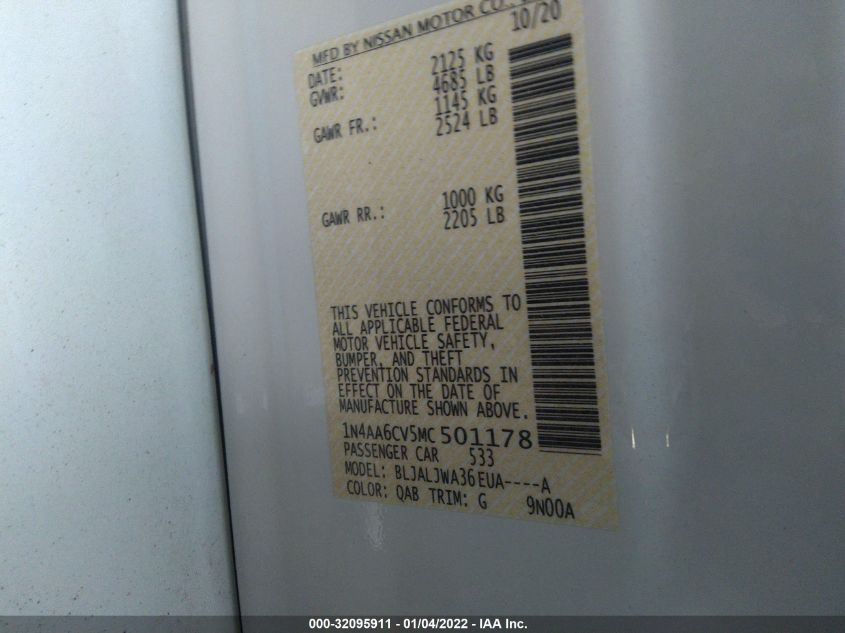 MFD BY NISSAN MOTOR CO.,
DATE: 10/20
GVWR: 2125 KG
4685 LB
GAWR FR.: 1145 KG
2524 LB
GAWR RR.: 1000 KG
2205 LB
THIS VEHICLE CONFORMS TO
ALL APPLICABLE FEDERAL
MOTOR VEHICLE SAFETY,
BUMPER, AND THEFT
PREVENTION STANDARDS IN
EFFECT ON THE DATE OF
MANUFACTURE SHOWN ABOVE.
1N4AA6CV5MC501178
PASSENGER CAR 533
MODEL: BLJALJWA36EUA----A
COLOR: QAB TRIM: G 9N00A
000-32095911 - 01/04/2022 - IAA Inc.